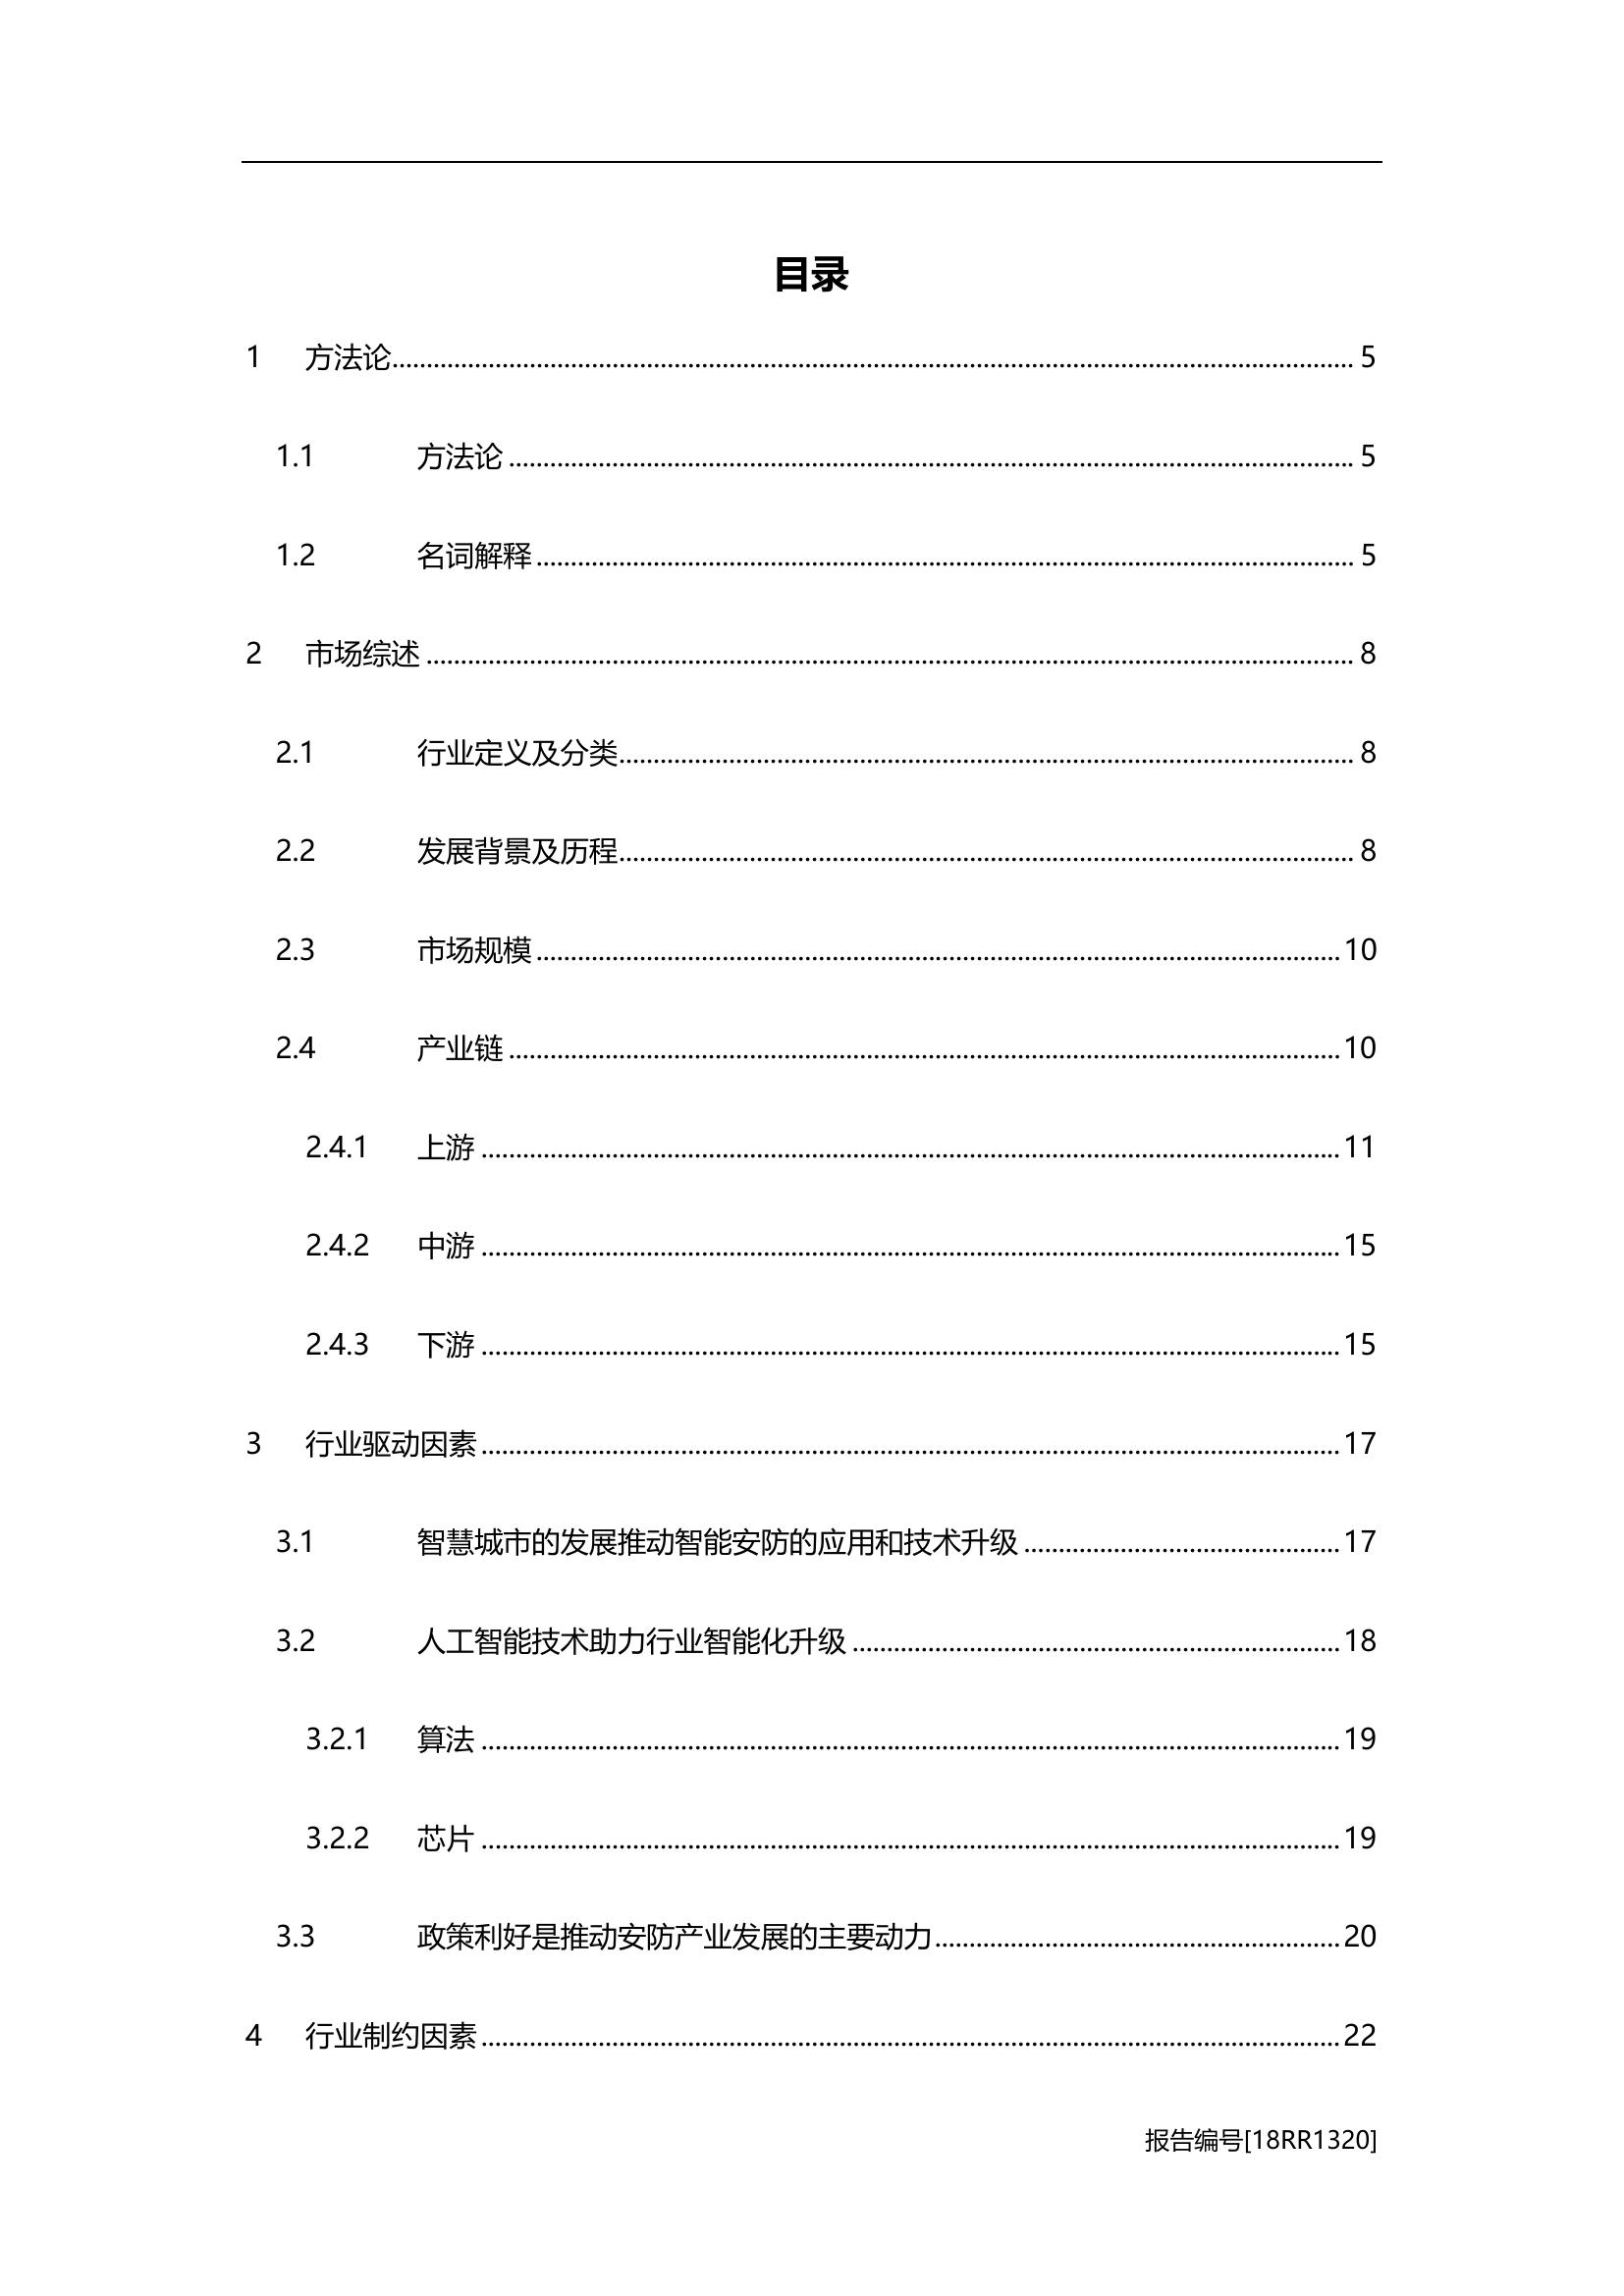 目录
1 方法论 5
1.1 方法论 5
1.2 名词解释 5
2 市场综述 8
2.1 行业定义及分类 8
2.2 发展背景及历程 8
2.3 市场规模 10
2.4 产业链 10
2.4.1 上游 11
2.4.2 中游 15
2.4.3 下游 15
3 行业驱动因素 17
3.1 智慧城市的发展推动智能安防的应用和技术升级 17
3.2 人工智能技术助力行业智能化升级 18
3.2.1 算法 19
3.2.2 芯片 19
3.3 政策利好是推动安防产业发展的主要动力 20
4 行业制约因素 22
报告编号[18RR1320]